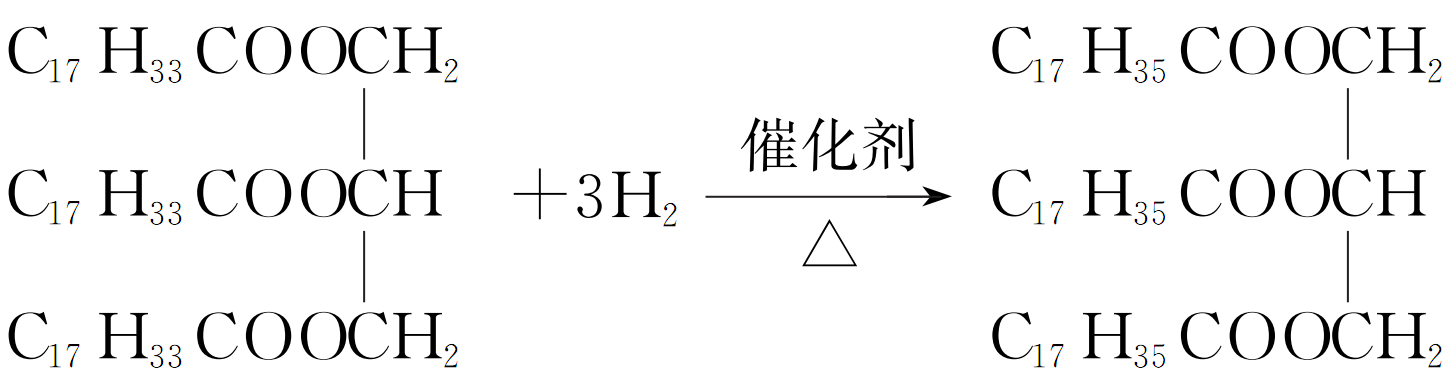 C₁₇H₃₃COOCH₂ C₁₇H₃₅COOCH₂
催化剂
C₁₇H₃₃COOCH +3H₂ → C₁₇H₃₅COOCH
△
C₁₇H₃₃COOCH₂ C₁₇H₃₅COOCH₂